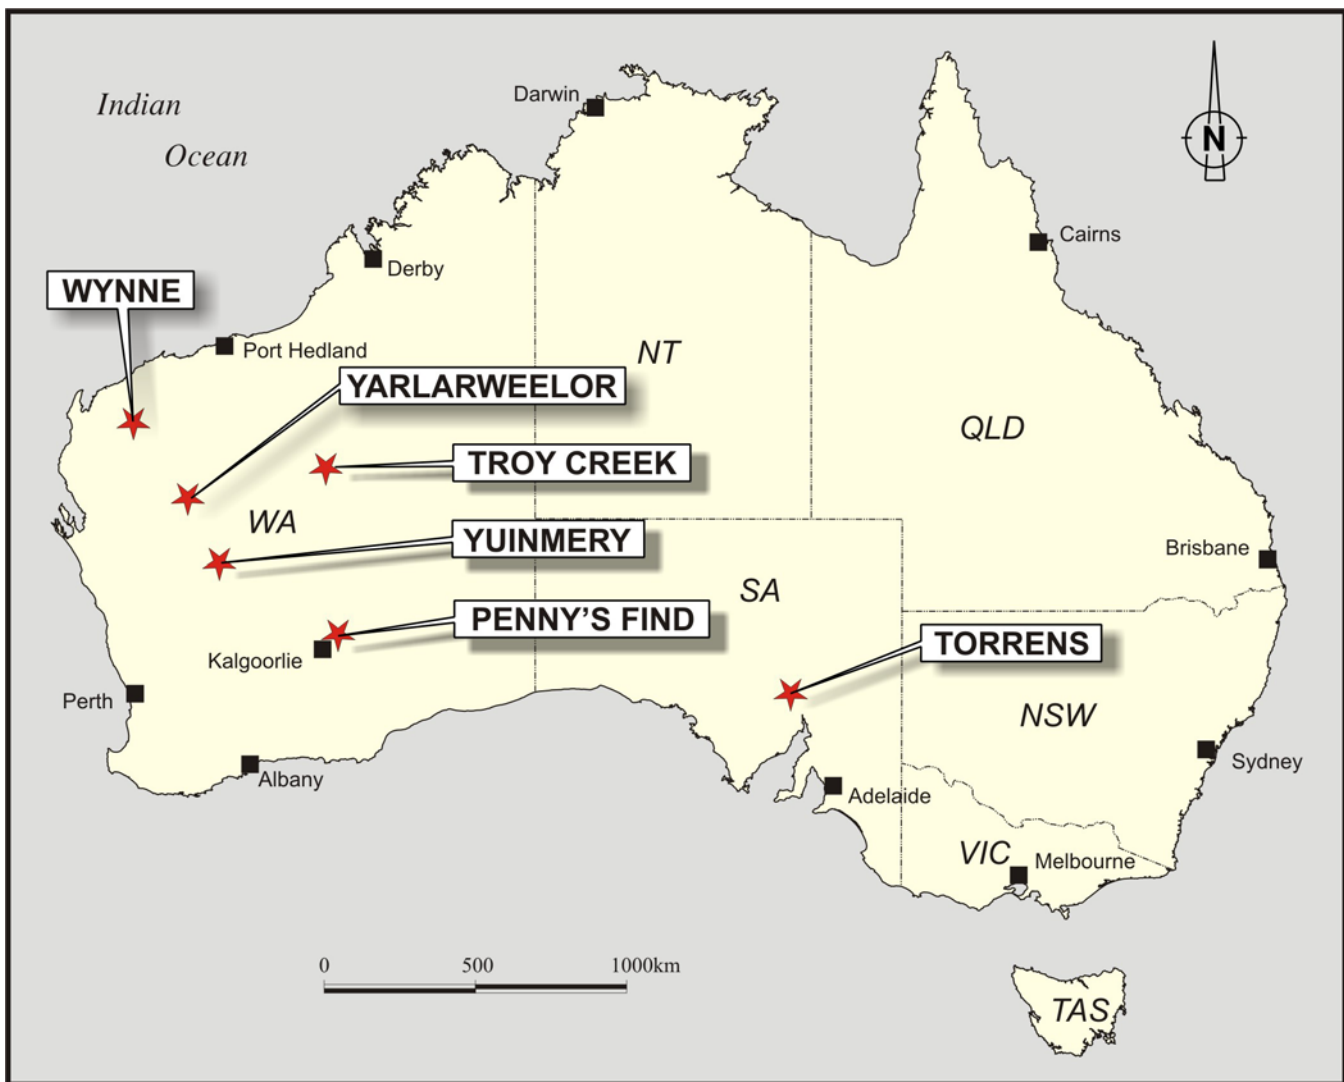 Indian
Ocean
Darwin
N
Cairns
Derby
WYNNE
Port Hedland
NT
YARLARWEELOR
QLD
TROY CREEK
WA
YUINMERY
Brisbane
SA
PENNY'S FIND
TORRENS
Kalgoorlie
Perth
NSW
Sydney
Albany
Adelaide
VIC
Melbourne
0 500 1000km
TAS